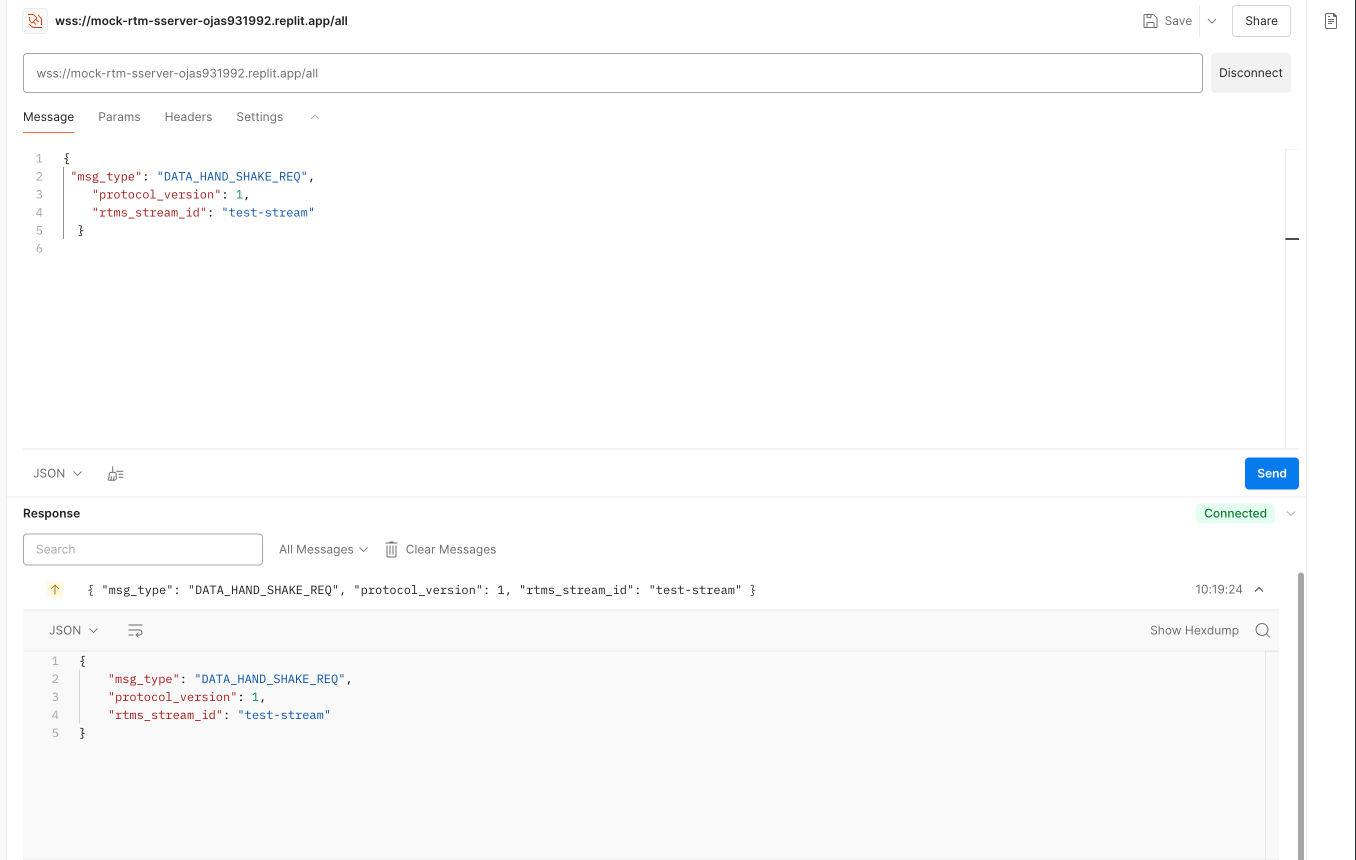 wss://mock-rtm-sserver-ojas931992.replit.app/all
Save
Share
wss://mock-rtm-sserver-ojas931992.replit.app/all
Disconnect
Message Params Headers Settings
1 {
2 "msg_type": "DATA_HAND_SHAKE_REQ",
3 "protocol_version": 1,
4 "rtms_stream_id": "test-stream"
5 }
6
JSON
Send
Response
Connected
Search
All Messages
Clear Messages
{ "msg_type": "DATA_HAND_SHAKE_REQ", "protocol_version": 1, "rtms_stream_id": "test-stream" }
10:19:24
JSON
Show Hexdump
1 {
2 "msg_type": "DATA_HAND_SHAKE_REQ",
3 "protocol_version": 1,
4 "rtms_stream_id": "test-stream"
5 }